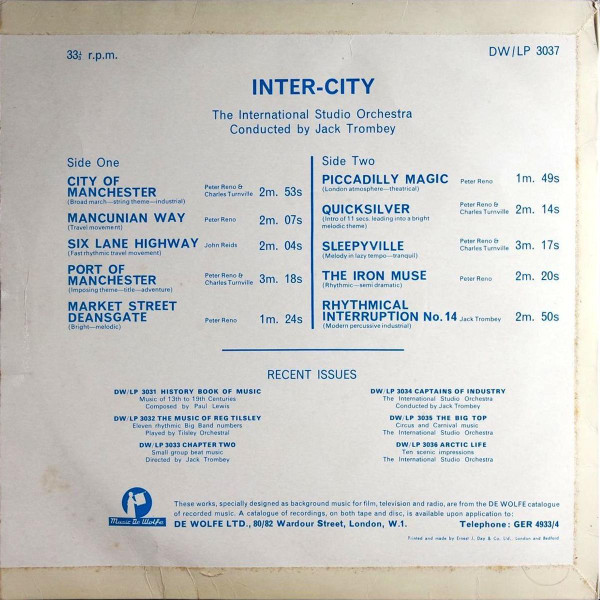 33⅓ r.p.m.
DW/LP 3037
INTER-CITY
The International Studio Orchestra
Conducted by Jack Trombey
Side One
CITY OF
MANCHESTER
(Broad march—string theme—industrial)
Peter Reno &
Charles Turnville
2m. 53s
MANCUNIAN WAY
(Travel movement)
Peter Reno
2m. 07s
SIX LANE HIGHWAY
(Fast rhythmic travel movement)
John Reids
2m. 04s
PORT OF
MANCHESTER
(Imposing theme—title—adventure)
Peter Reno &
Charles Turnville
3m. 18s
MARKET STREET
DEANSGATE
(Bright—melodic)
Peter Reno
1m. 24s
Side Two
PICCADILLY MAGIC
(London atmosphere—theatrical)
Peter Reno
1m. 49s
QUICKSILVER
(Intro of 11 secs. leading into a bright
melodic theme)
Peter Reno &
Charles Turnville
2m. 14s
SLEEPYVILLE
(Melody in lazy tempo—tranquil)
Peter Reno &
Charles Turnville
3m. 17s
THE IRON MUSE
(Rhythmic—semi dramatic)
Peter Reno
2m. 20s
RHYTHMICAL
INTERRUPTION No. 14
(Modern percussive industrial)
Jack Trombey
2m. 50s
RECENT ISSUES
DW/LP 3031 HISTORY BOOK OF MUSIC
Music of 13th to 19th Centuries
Composed by Paul Lewis
DW/LP 3032 THE MUSIC OF REG TILSLEY
Eleven rhythmic Big Band numbers
Played by Tilsley Orchestral
DW/LP 3033 CHAPTER TWO
Small group beat music
Directed by Jack Trombey
DW/LP 3034 CAPTAINS OF INDUSTRY
The International Studio Orchestra
Conducted by Jack Trombey
DW/LP 3035 THE BIG TOP
Circus and Carnival music
The International Studio Orchestra
DW/LP 3036 ARCTIC LIFE
Ten scenic impressions
The International Studio Orchestra
Music De Wolfe
These works, specially designed as background music for film, television and radio, are from the DE WOLFE catalogue
of recorded music. A catalogue of recordings, on both tape and disc, is available upon application to:
DE WOLFE LTD., 80/82 Wardour Street, London, W.1. Telephone: GER 4933/4
Printed and made by Ernest J. Day & Co. Ltd., London and Bedford